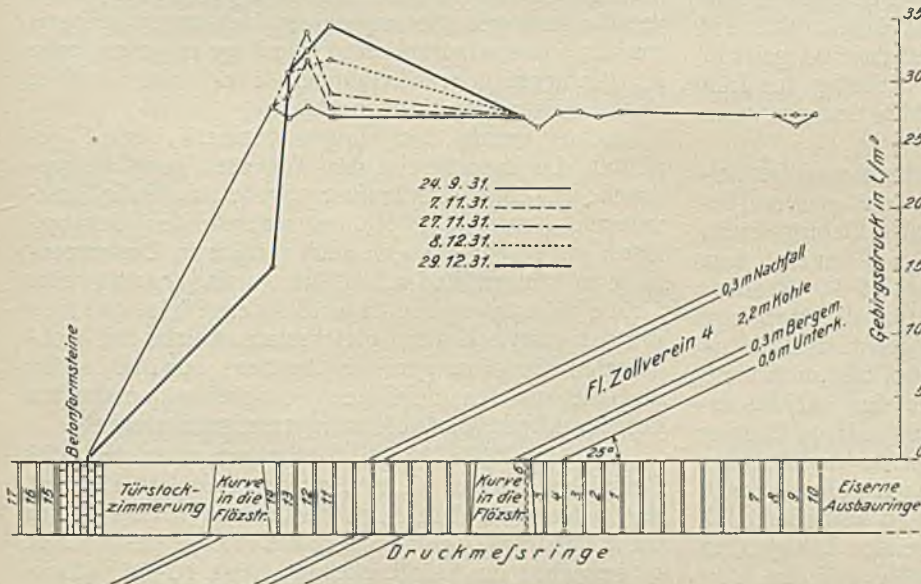 35
30
25
20
15
10
5
0
Gebirgsdruck in t/m²
24. 9. 31.
7. 11. 31.
27. 11. 31.
8. 12. 31.
29. 12. 31.
0,3 m Nachfall
Fl. Zollverein 4
2,2 m Kohle
0,3 m Bergem.
0,6 m Unterk.
25°
Betonformsteine
17
16
15
Türstock-
zimmerung
Kurve
in die
Flözstr.
14
13
12
11
Kurve
in die
Flözstr.
6
5
4
3
2
1
7
8
9
10
Eiserne
Ausbauringe
Druckmeſsringe